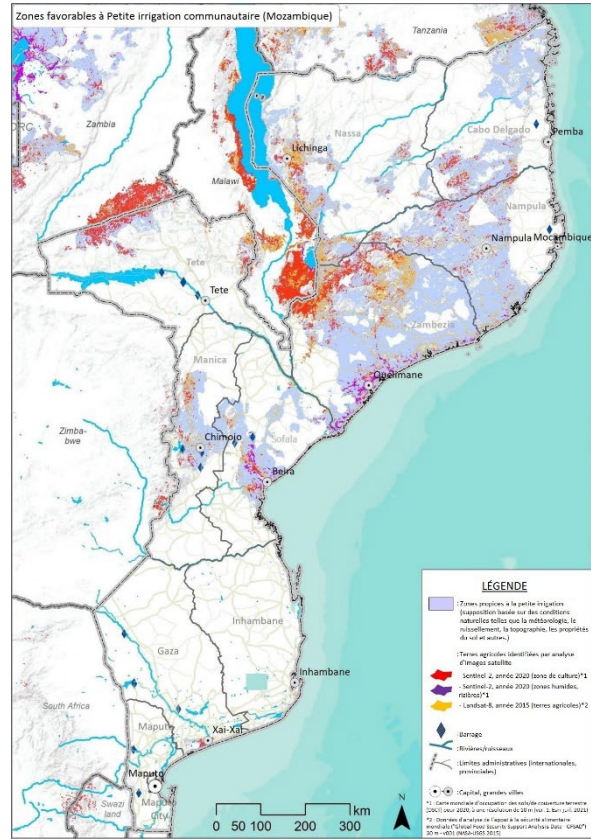 Zones favorables à Petite irrigation communautaire (Mozambique)
Tanzania
DRC
Zambia
Cabo Delgado
Pemba
Nassa
Lichinga
Malawi
Nampula
Nampula
Moçambique
Tete
Tete
Zambezia
Manica
Quelimane
Zimba-
bwe
Sofala
Chimoio
Beira
Inhambane
Gaza
Inhambane
South Africa
Maputo
Xai-Xai
Maputo
Maputo
City
Swazi
land
0 50 100 200 300
km
N
LÉGENDE
: Zones propices à la petite irrigation
(supposition basée sur des conditions
naturelles telles que la météorologie, le
ruissellement, la topographie, les propriétés
du sol et autres.)
: Terres agricoles identifiées par analyse
d'images satellite
- Sentinel-2, année 2020 (zone de culture)*1
- Sentinel-2, année 2020 (zones humides,
rizières)*1
- Landsat-8, année 2015 (terres agricoles)*2
: Barrage
: Rivières/ruisseaux
: Limites administratives (internationales,
provinciales)
: Capital, grandes villes